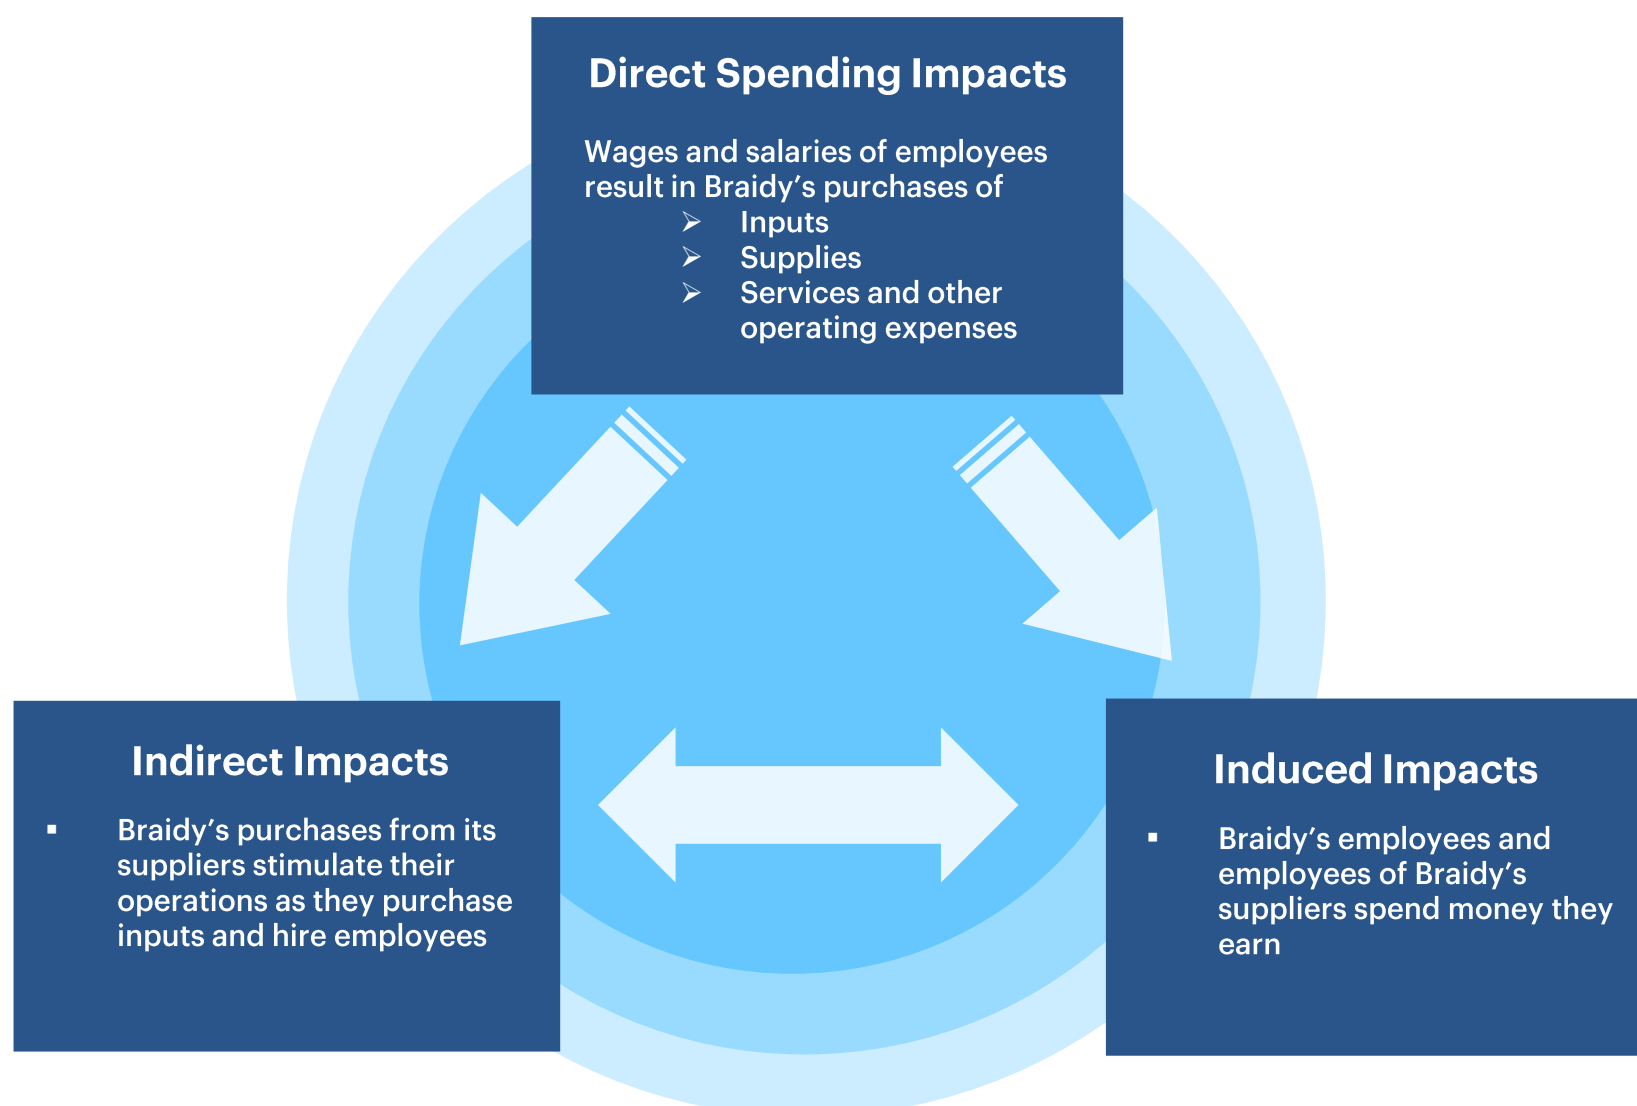 Direct Spending Impacts
Wages and salaries of employees
result in Braidy’s purchases of
➢ Inputs
➢ Supplies
➢ Services and other
operating expenses
Indirect Impacts
▪ Braidy’s purchases from its
suppliers stimulate their
operations as they purchase
inputs and hire employees
Induced Impacts
▪ Braidy’s employees and
employees of Braidy’s
suppliers spend money they
earn